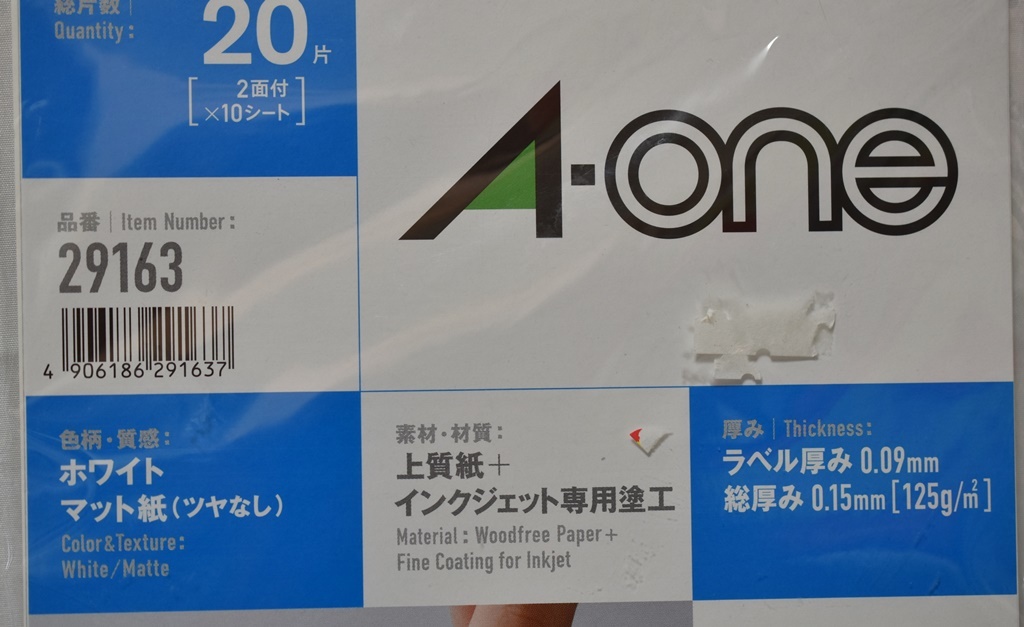 総片数
Quantity:
20片
[2面付
×10シート]
A-one
品番 | Item Number:
29163
4 906186 291637
色柄・質感:
ホワイト
マット紙(ツヤなし)
Color&Texture:
White/Matte
素材・材質:
上質紙+
インクジェット専用塗工
Material: Woodfree Paper+
Fine Coating for Inkjet
厚み | Thickness:
ラベル厚み 0.09mm
総厚み 0.15mm[125g/㎡]